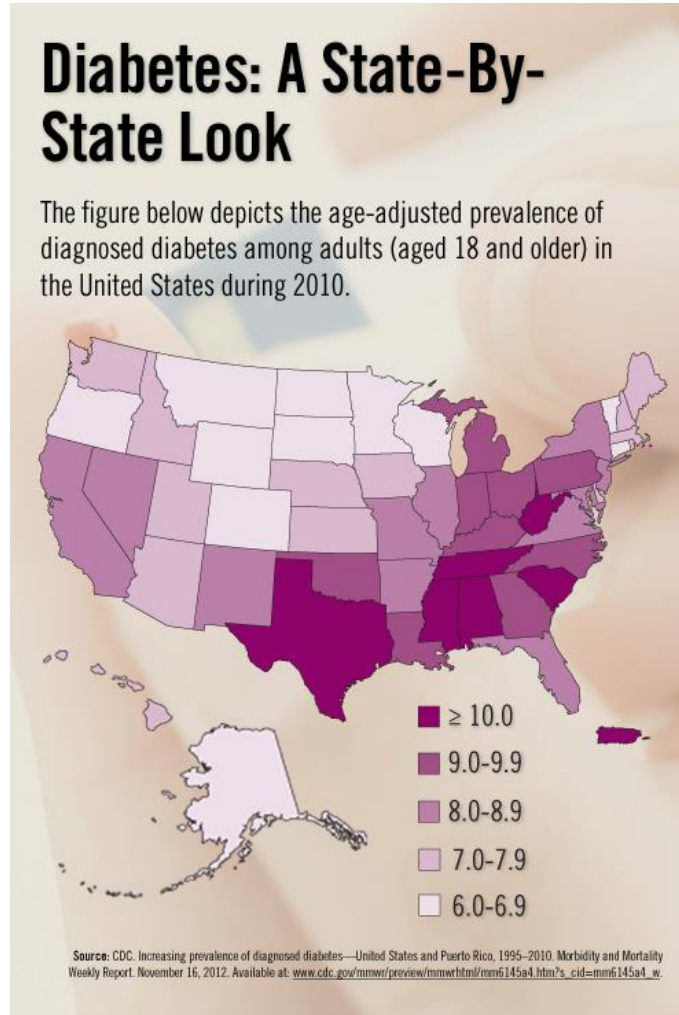 Diabetes: A State-By-
State Look
The figure below depicts the age-adjusted prevalence of
diagnosed diabetes among adults (aged 18 and older) in
the United States during 2010.
≥ 10.0
9.0-9.9
8.0-8.9
7.0-7.9
6.0-6.9
Source: CDC. Increasing prevalence of diagnosed diabetes—United States and Puerto Rico, 1995–2010. Morbidity and Mortality
Weekly Report. November 16, 2012. Available at: www.cdc.gov/mmwr/preview/mmwrhtml/mm6145a4.htm?s_cid=mm6145a4_w.